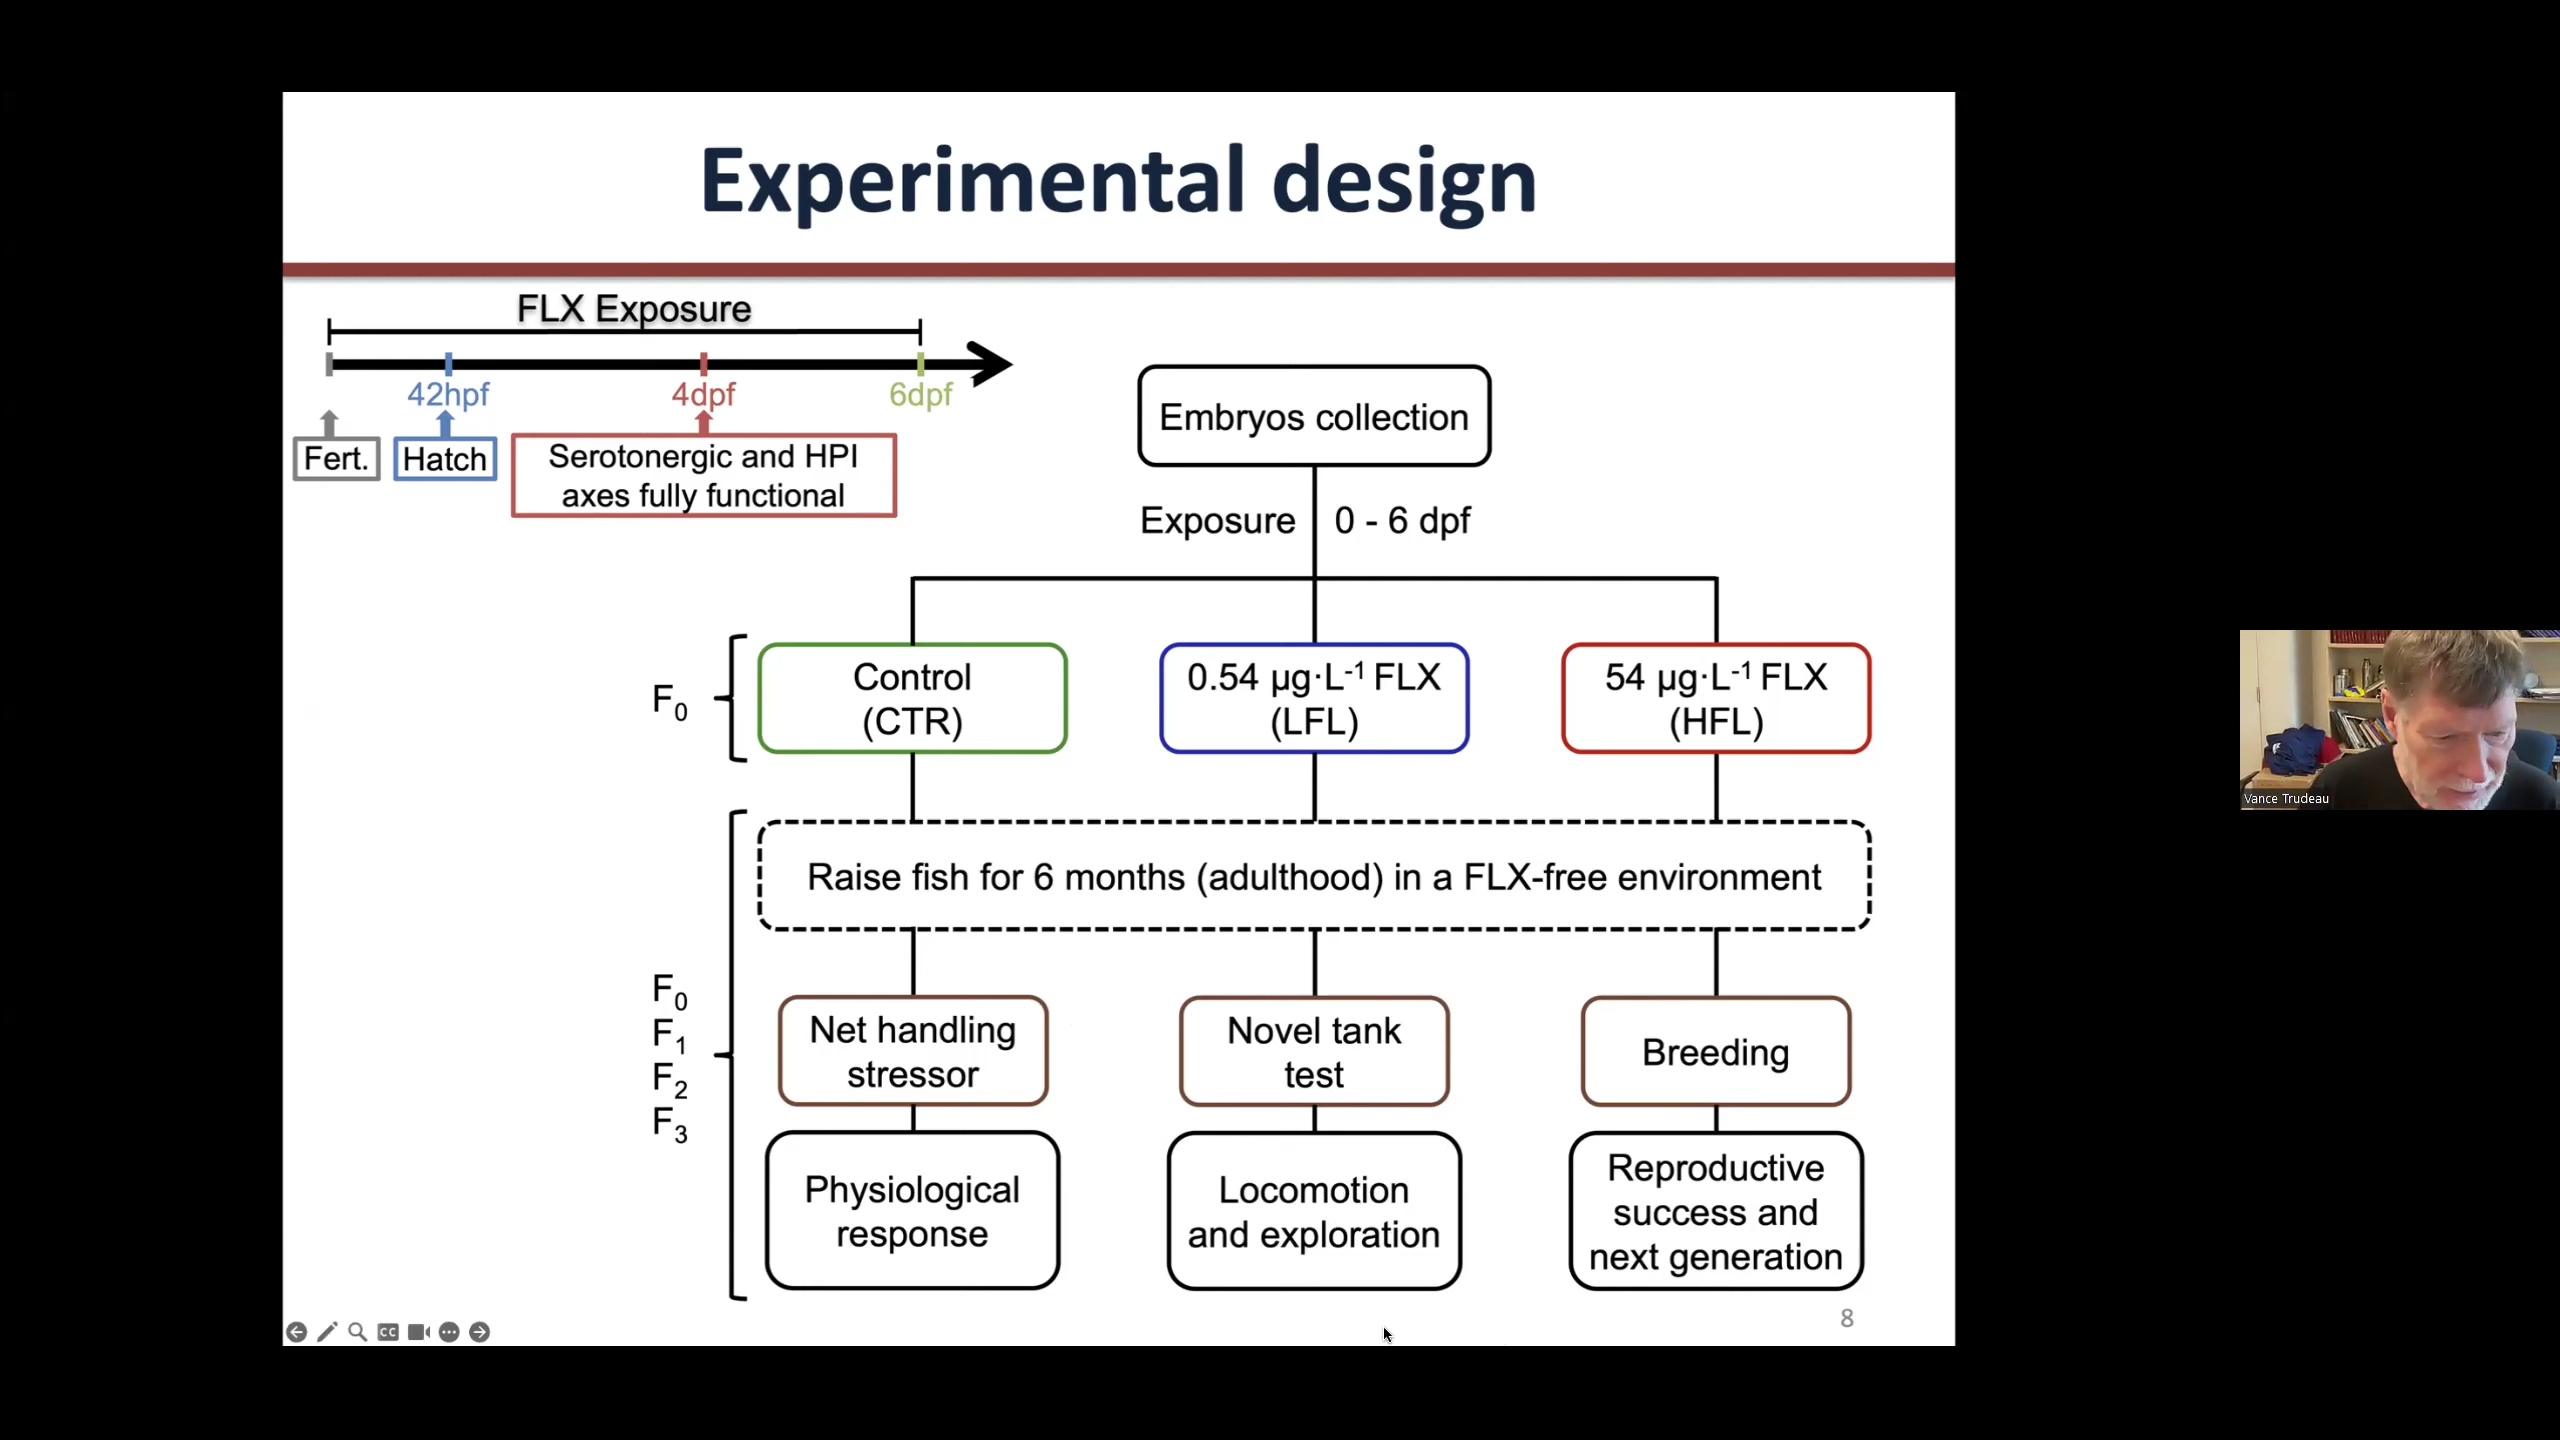 Experimental design
FLX Exposure
42hpf
4dpf
6dpf
Fert.
Hatch
Serotonergic and HPI
axes fully functional
Embryos collection
Exposure
0 - 6 dpf
F0
Control
(CTR)
0.54 µg·L-1 FLX
(LFL)
54 µg·L-1 FLX
(HFL)
Raise fish for 6 months (adulthood) in a FLX-free environment
F0
F1
F2
F3
Net handling
stressor
Novel tank
test
Breeding
Physiological
response
Locomotion
and exploration
Reproductive
success and
next generation
8
CC
Vance Trudeau